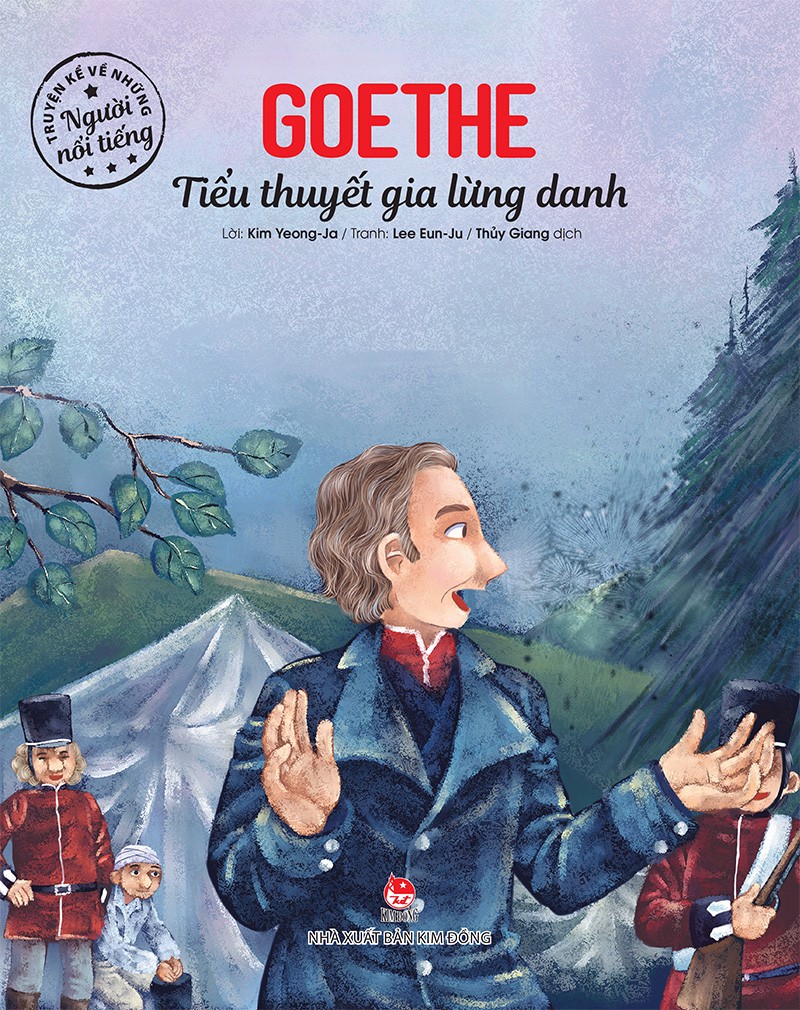 TRUYỆN KỂ VỀ NHỮNG
Người
nổi tiếng
GOETHE
Tiểu thuyết gia lừng danh
Lời: Kim Yeong-Ja / Tranh: Lee Eun-Ju / Thủy Giang dịch
KIM ĐỒNG
NHÀ XUẤT BẢN KIM ĐỒNG